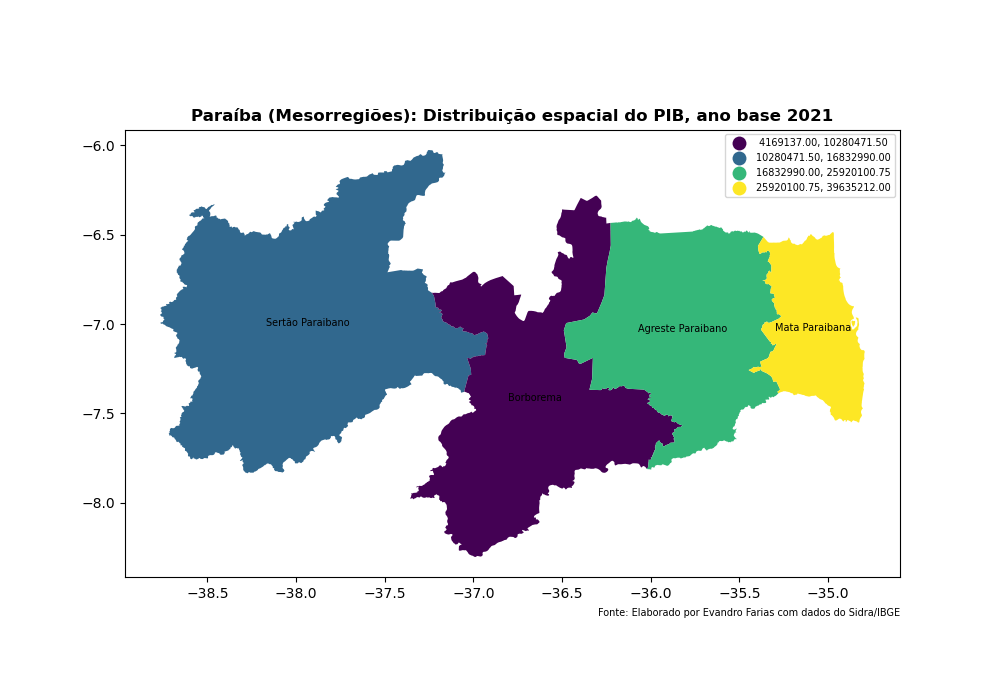 Paraíba (Mesorregiões): Distribuição espacial do PIB, ano base 2021
4169137.00, 10280471.50
10280471.50, 16832990.00
16832990.00, 25920100.75
25920100.75, 39635212.00
−6.0
−6.5
−7.0
−7.5
−8.0
Sertão Paraibano
Agreste Paraibano
Mata Paraibana
Borborema
−38.5 −38.0 −37.5 −37.0 −36.5 −36.0 −35.5 −35.0
Fonte: Elaborado por Evandro Farias com dados do Sidra/IBGE